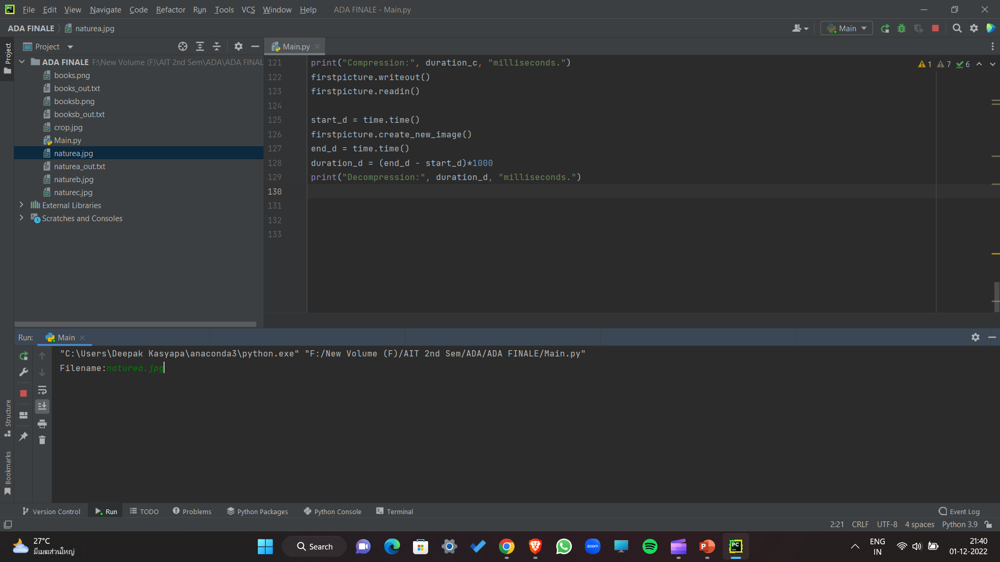 File Edit View Navigate Code Refactor Run Tools VCS Window Help ADA FINALE - Main.py
ADA FINALE naturea.jpg
Main
Project
Project
Main.py
ADA FINALE F:\New Volume (F)\AIT 2nd Sem\ADA\ADA FINAL
books.png
books_out.txt
booksb.png
booksb_out.txt
crop.jpg
Main.py
naturea.jpg
naturea_out.txt
natureb.jpg
naturec.jpg
External Libraries
Scratches and Consoles
1 7 6
121 print("Compression:", duration_c, "milliseconds.")
122 firstpicture.writeout()
123 firstpicture.readin()
124
125 start_d = time.time()
126 firstpicture.create_new_image()
127 end_d = time.time()
128 duration_d = (end_d - start_d)*1000
129 print("Decompression:", duration_d, "milliseconds.")
130
131
132
133
Run: Main
"C:\Users\Deepak Kasyapa\anaconda3\python.exe" "F:/New Volume (F)/AIT 2nd Sem/ADA/ADA FINALE/Main.py"
Filename:naturea.jpg
Structure
Bookmarks
Version Control Run TODO Problems Python Packages Python Console Terminal Event Log
2:21 CRLF UTF-8 4 spaces Python 3.9
27°C
มีเมฆส่วนใหญ่
Search
zoom
ENG
IN
21:40
01-12-2022